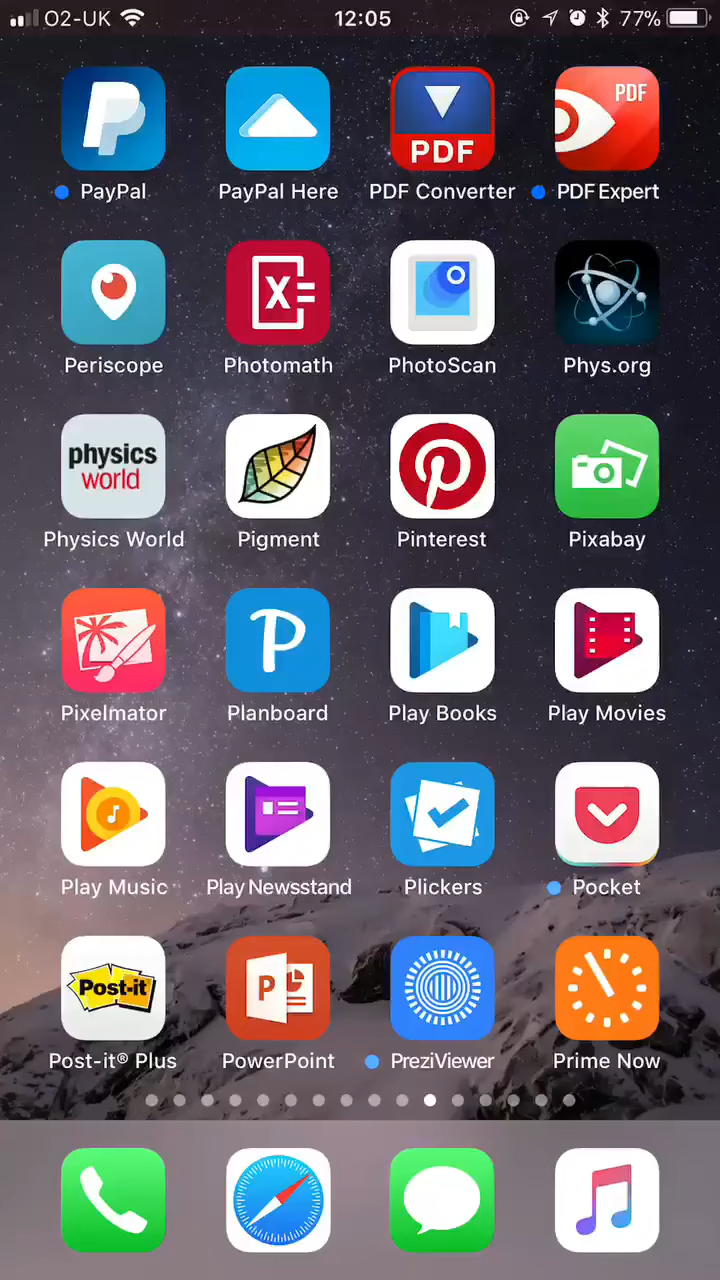 O2-UK 12:05 77%
PDF
PDF
PayPal PayPal Here PDF Converter PDF Expert
X
Periscope Photomath PhotoScan Phys.org
physics
world
Physics World Pigment Pinterest Pixabay
P
Pixelmator Planboard Play Books Play Movies
Play Music Play Newsstand Plickers Pocket
Post-it P
Post-it® Plus PowerPoint PreziViewer Prime Now